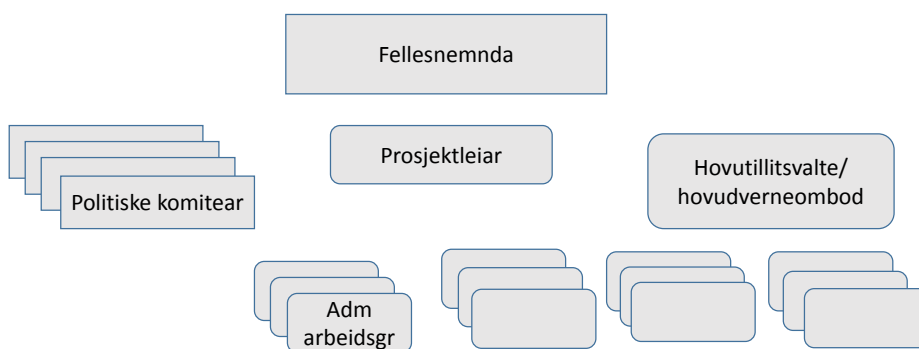 Fellesnemnda
Prosjektleiar
Hovutillitsvalte/
hovudverneombod
Politiske komitear
Adm
arbeidsgr